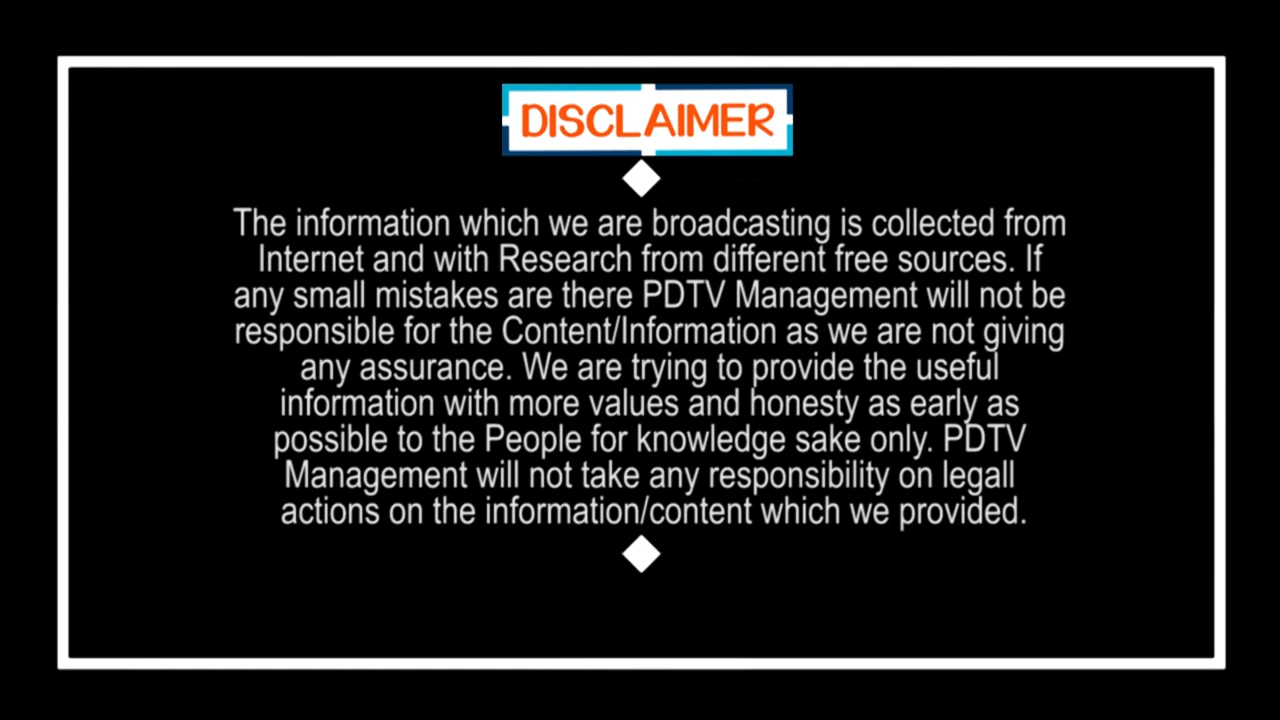 DISCLAIMER
The information which we are broadcasting is collected from
Internet and with Research from different free sources. If
any small mistakes are there PDTV Management will not be
responsible for the Content/Information as we are not giving
any assurance. We are trying to provide the useful
information with more values and honesty as early as
possible to the People for knowledge sake only. PDTV
Management will not take any responsibility on legall
actions on the information/content which we provided.